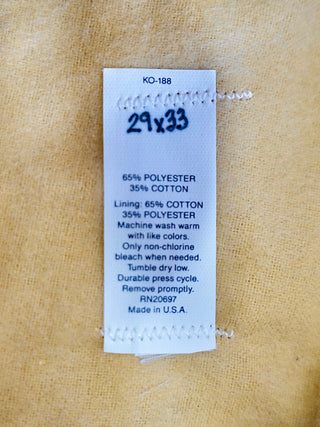 KO-188
29x33
65% POLYESTER
35% COTTON
Lining: 65% COTTON
35% POLYESTER
Machine wash warm
with like colors.
Only non-chlorine
bleach when needed.
Tumble dry low.
Durable press cycle.
Remove promptly.
RN20697
Made in U.S.A.